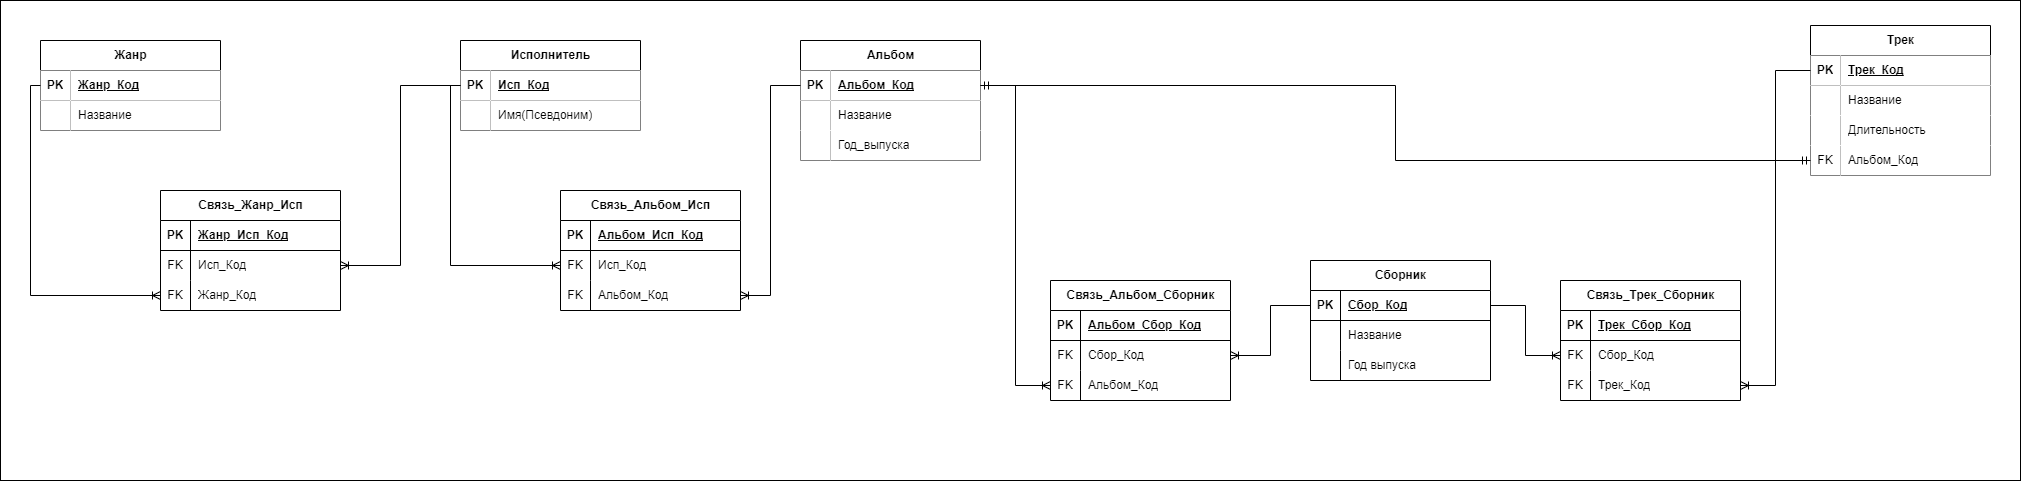 Жанр
PK Жанр_Код
Название
Исполнитель
PK Исп_Код
Имя(Псевдоним)
Альбом
PK Альбом_Код
Название
Год_выпуска
Трек
PK Трек_Код
Название
Длительность
FK Альбом_Код
Связь_Жанр_Исп
PK Жанр_Исп_Код
FK Исп_Код
FK Жанр_Код
Связь_Альбом_Исп
PK Альбом_Исп_Код
FK Исп_Код
FK Альбом_Код
Связь_Альбом_Сборник
PK Альбом_Сбор_Код
FK Сбор_Код
FK Альбом_Код
Сборник
PK Сбор_Код
Название
Год выпуска
Связь_Трек_Сборник
PK Трек_Сбор_Код
FK Сбор_Код
FK Трек_Код